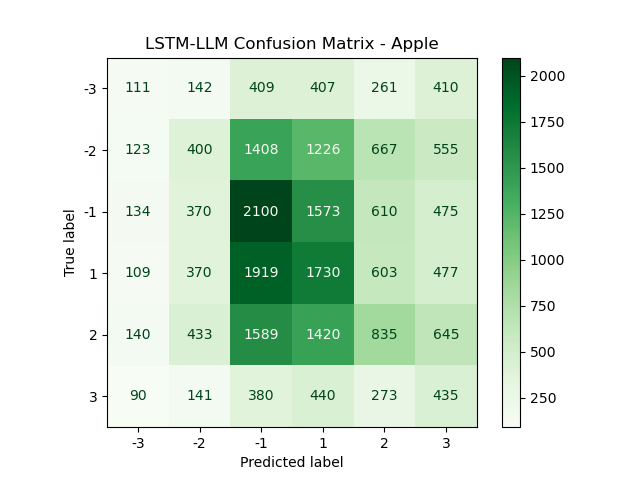 LSTM-LLM Confusion Matrix - Apple
True label
-3 111 142 409 407 261 410
-2 123 400 1408 1226 667 555
-1 134 370 2100 1573 610 475
1 109 370 1919 1730 603 477
2 140 433 1589 1420 835 645
3 90 141 380 440 273 435
-3 -2 -1 1 2 3
Predicted label
2000
1750
1500
1250
1000
750
500
250